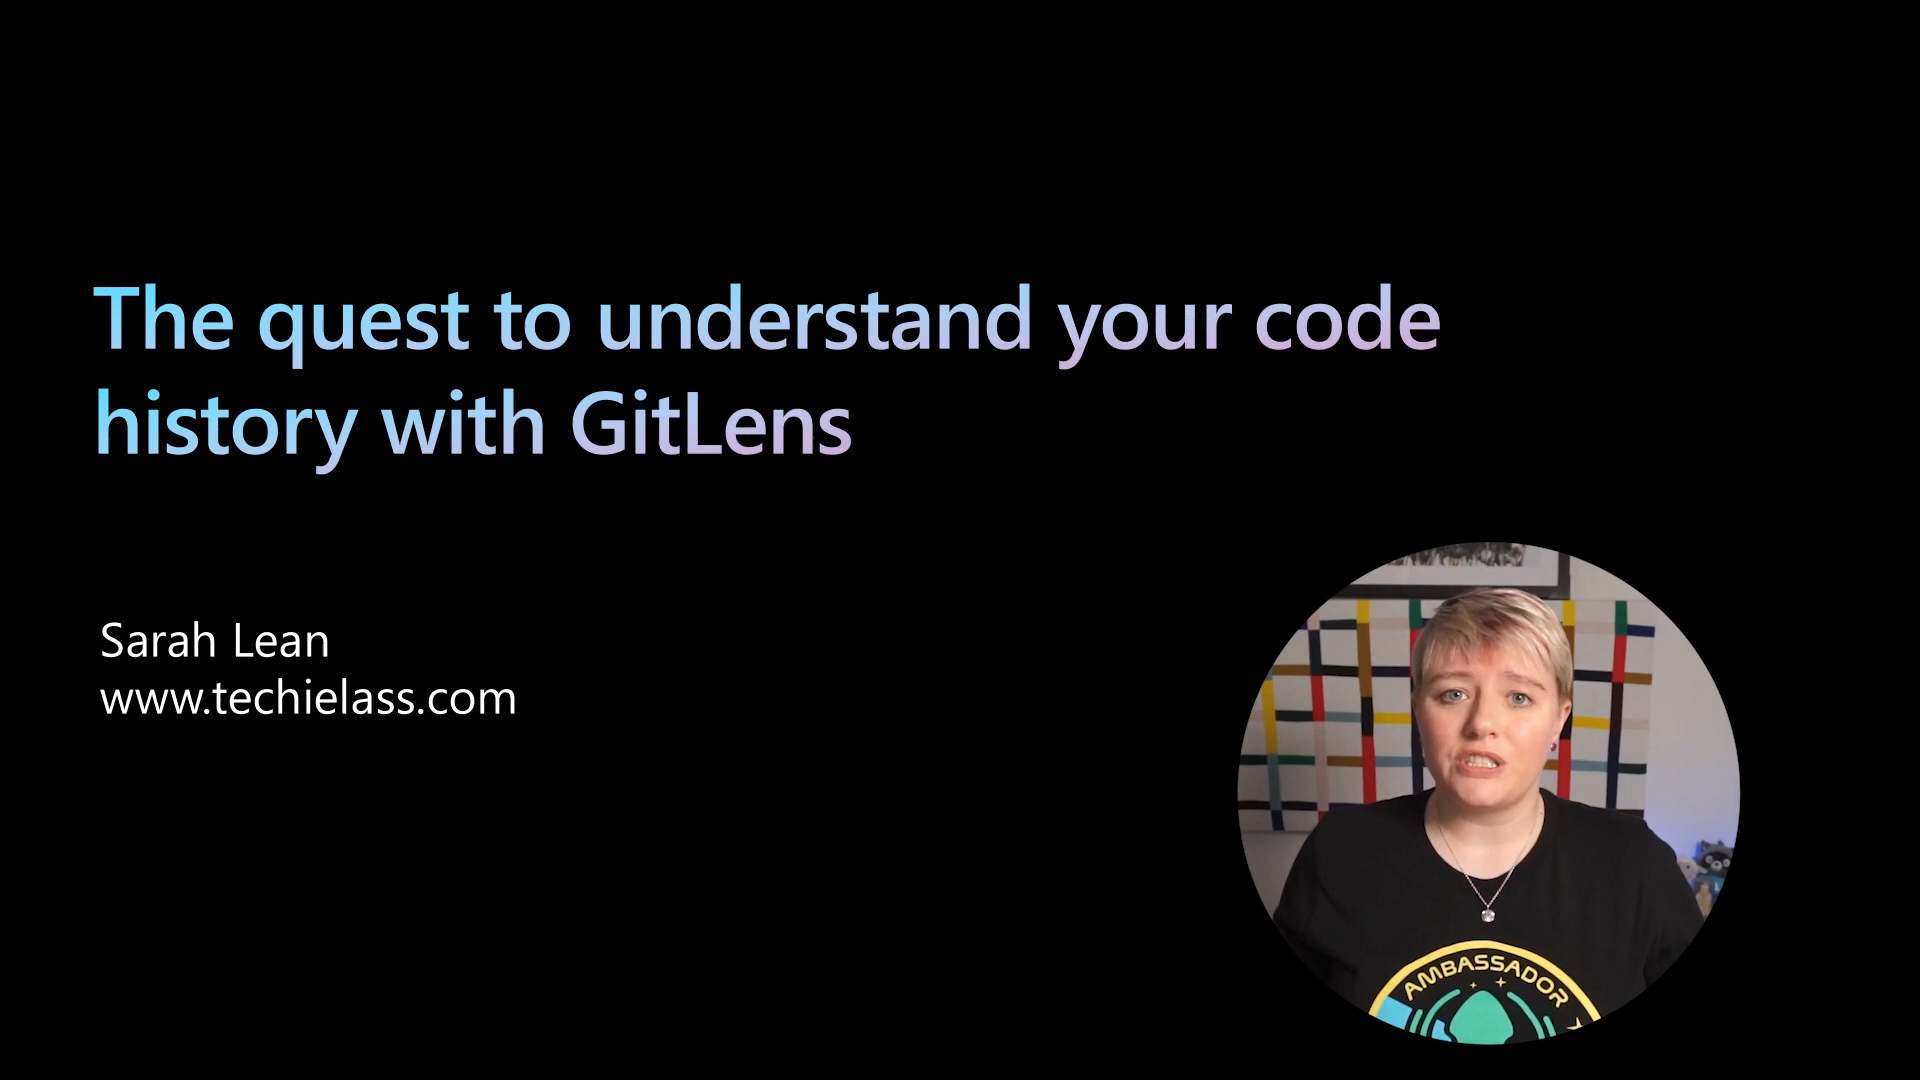 The quest to understand your code
history with GitLens
Sarah Lean
www.techielass.com
AMBASSADOR